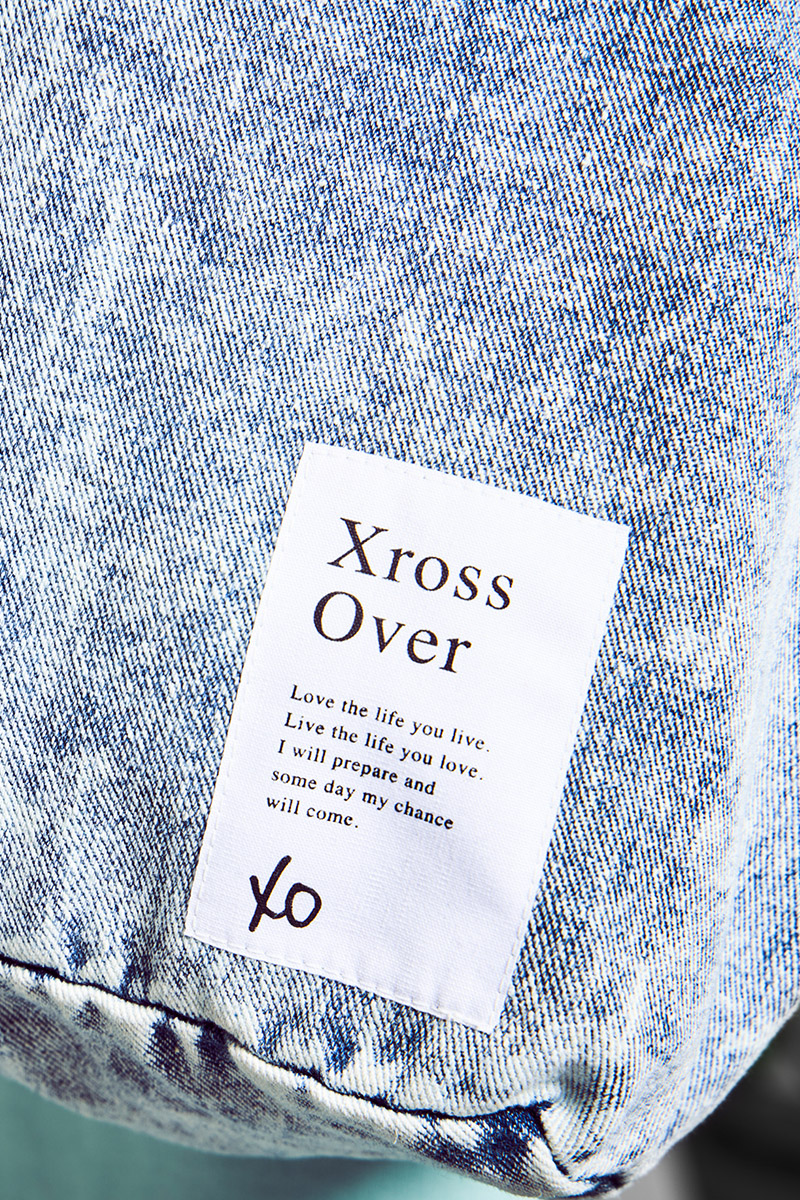 Xross
Over
Love the life you live.
Live the life you love.
I will prepare and
some day my chance
will come.
XO